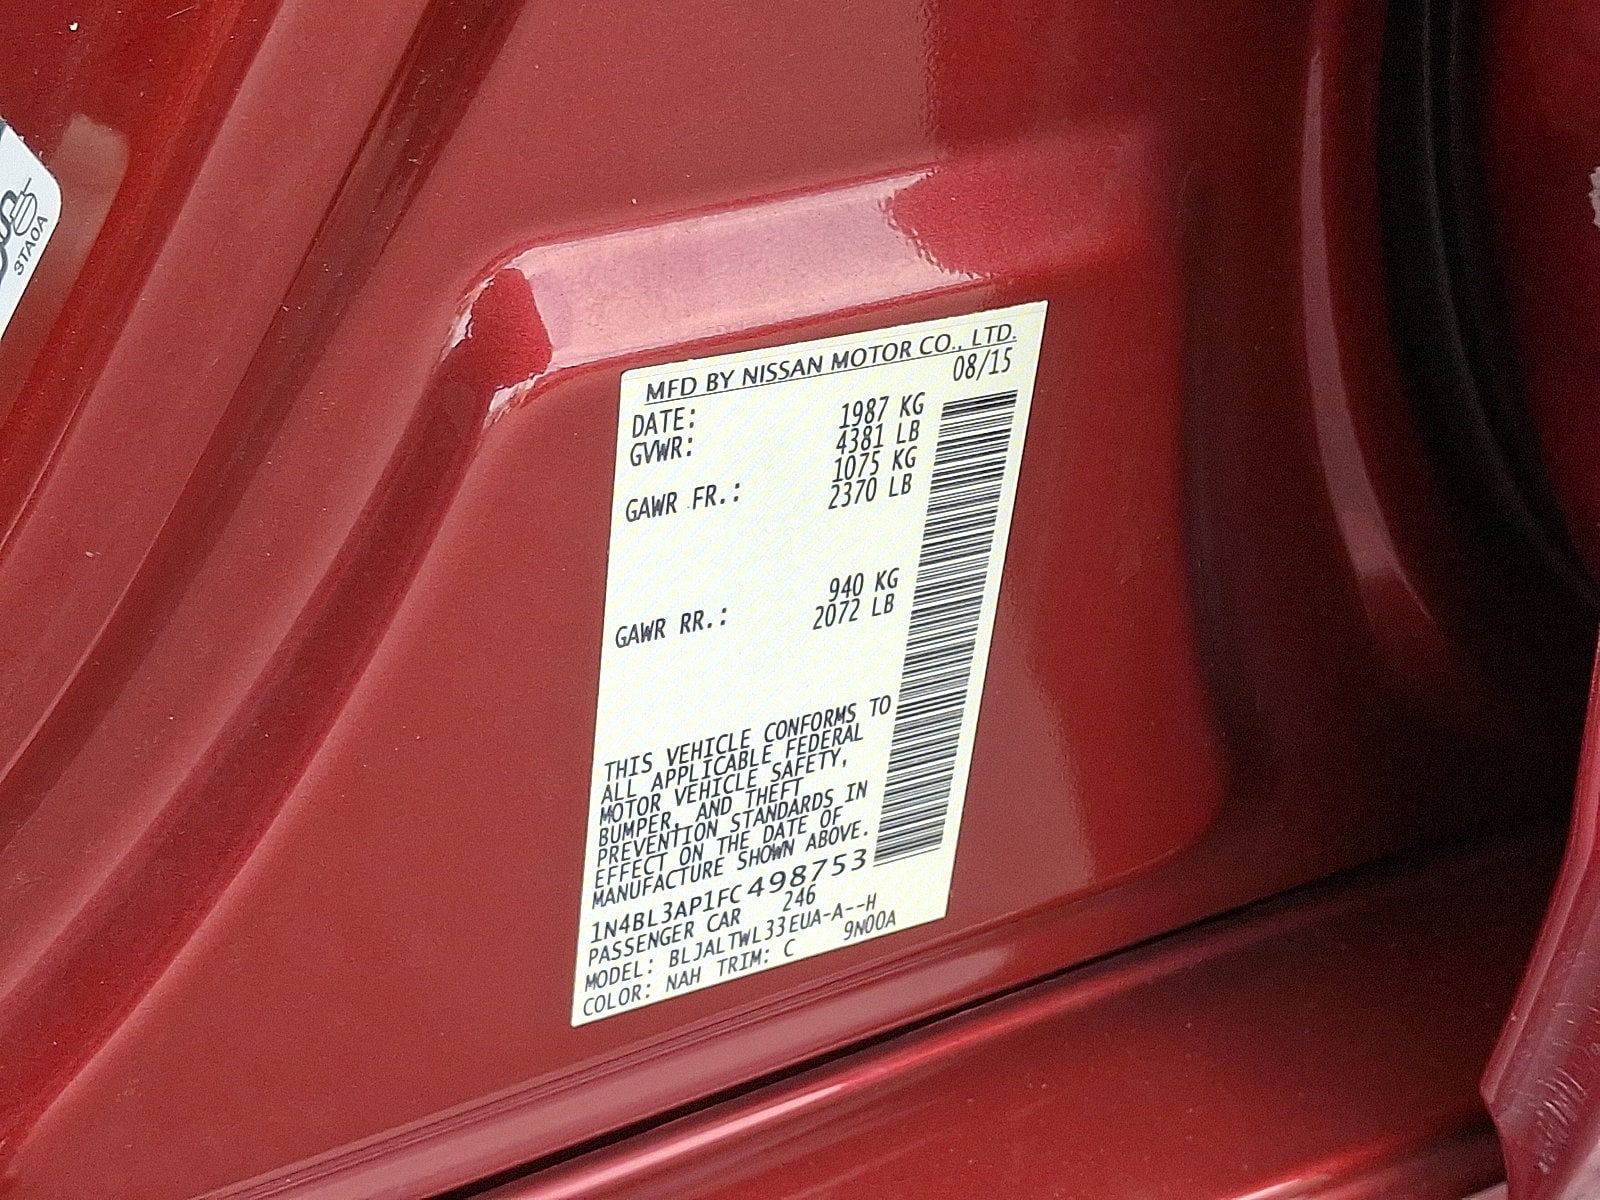 3TAOA
MFD BY NISSAN MOTOR CO., LTD.
DATE: 08/15
GVWR: 1987 KG
4381 LB
GAWR FR.: 1075 KG
2370 LB
GAWR RR.: 940 KG
2072 LB
THIS VEHICLE CONFORMS TO
ALL APPLICABLE FEDERAL
MOTOR VEHICLE SAFETY,
BUMPER, AND THEFT
PREVENTION STANDARDS IN
EFFECT ON THE DATE OF
MANUFACTURE SHOWN ABOVE.
1N4BL3AP1FC498753
PASSENGER CAR 246
MODEL: BLJALTWL33EUA-A--H
COLOR: NAH TRIM: C 9N00A